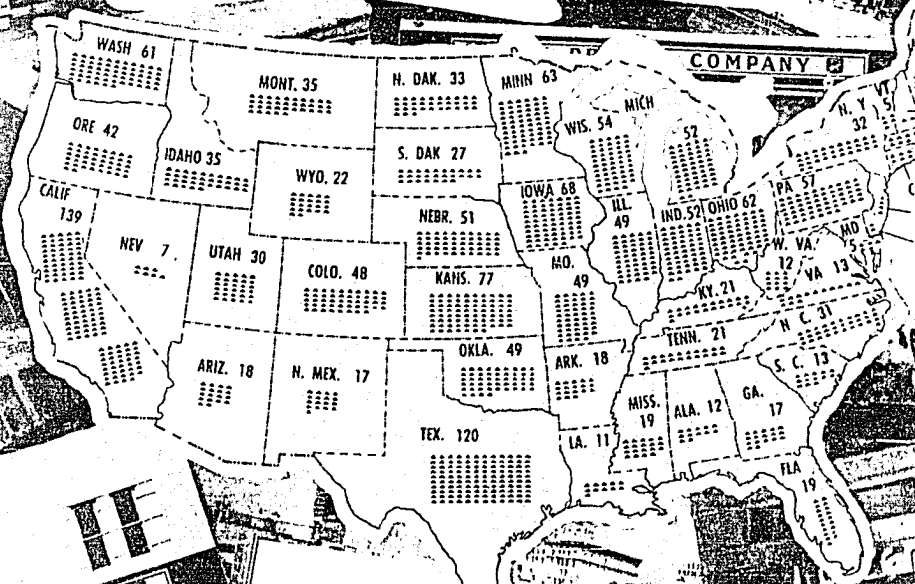 COMPANY
WASH 61
MONT. 35
N. DAK. 33
MINN 63
MICH
52
WIS. 54
N. Y
32
VT
5
ORE 42
IDAHO 35
WYO. 22
S. DAK 27
IOWA 68
ILL.
49
IND. 52
OHIO 62
PA 57
CALIF
139
NEV 7
UTAH 30
COLO. 48
NEBR. 51
KANS. 77
MO.
49
W. VA.
12
MD
5
VA 13
KY. 21
TENN. 21
N C. 31
S. C. 13
ARIZ. 18
N. MEX. 17
OKLA. 49
ARK. 18
MISS.
19
ALA. 12
GA.
17
TEX. 120
LA. 11
FLA
19